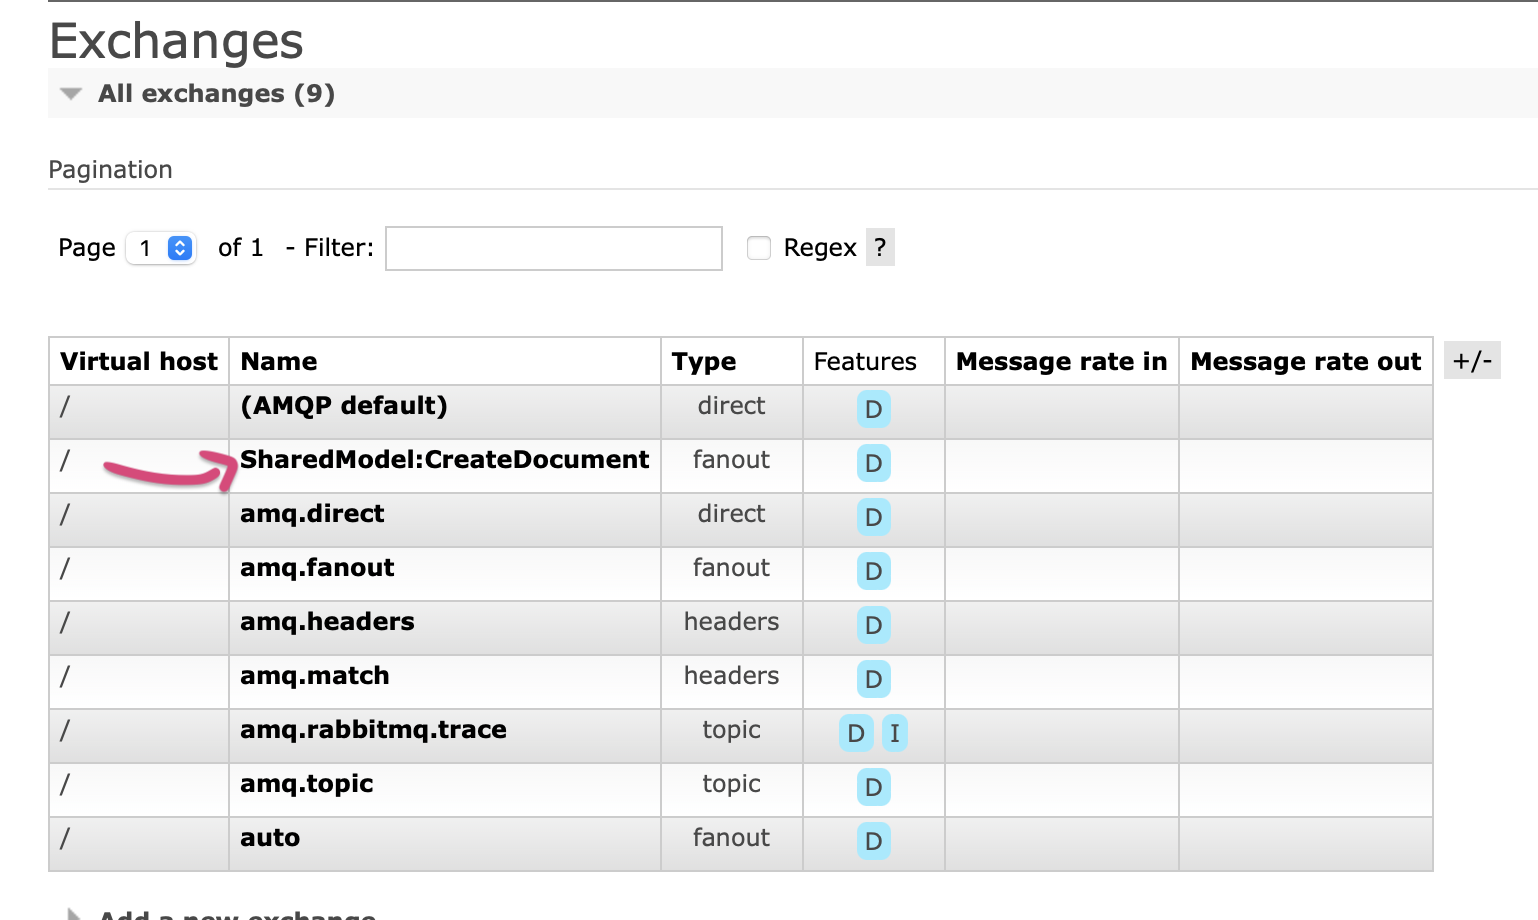 Exchanges
All exchanges (9)
Pagination
Page 1 of 1 - Filter: Regex ?
Virtual host Name Type Features Message rate in Message rate out +/-
/ (AMQP default) direct D
/ SharedModel:CreateDocument fanout D
/ amq.direct direct D
/ amq.fanout fanout D
/ amq.headers headers D
/ amq.match headers D
/ amq.rabbitmq.trace topic D I
/ amq.topic topic D
/ auto fanout D
Add a new exchange